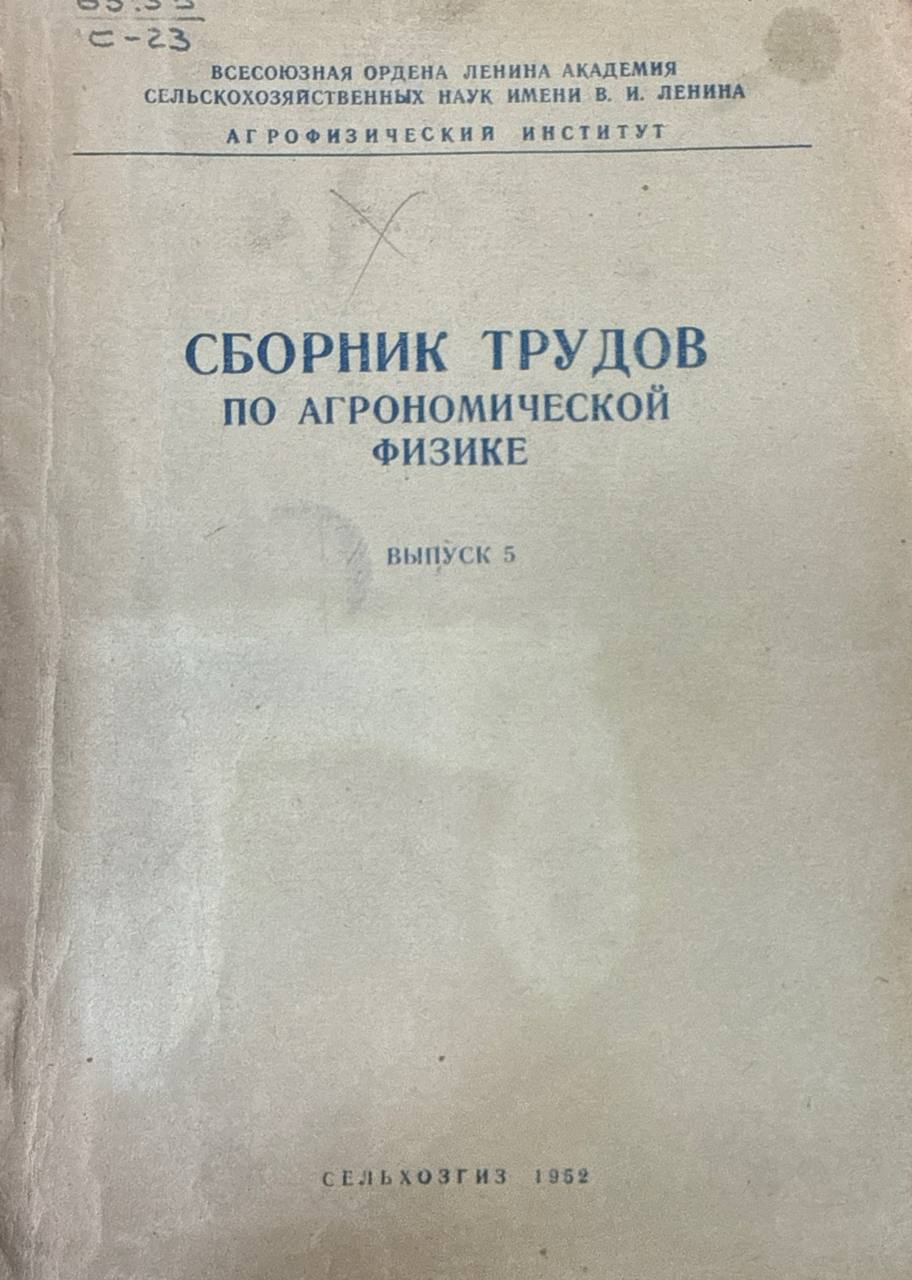 С-23
ВСЕСОЮЗНАЯ ОРДЕНА ЛЕНИНА АКАДЕМИЯ
СЕЛЬСКОХОЗЯЙСТВЕННЫХ НАУК ИМЕНИ В. И. ЛЕНИНА
АГРОФИЗИЧЕСКИЙ ИНСТИТУТ
СБОРНИК ТРУДОВ
ПО АГРОНОМИЧЕСКОЙ
ФИЗИКЕ
ВЫПУСК 5
СЕЛЬХОЗГИЗ 1952